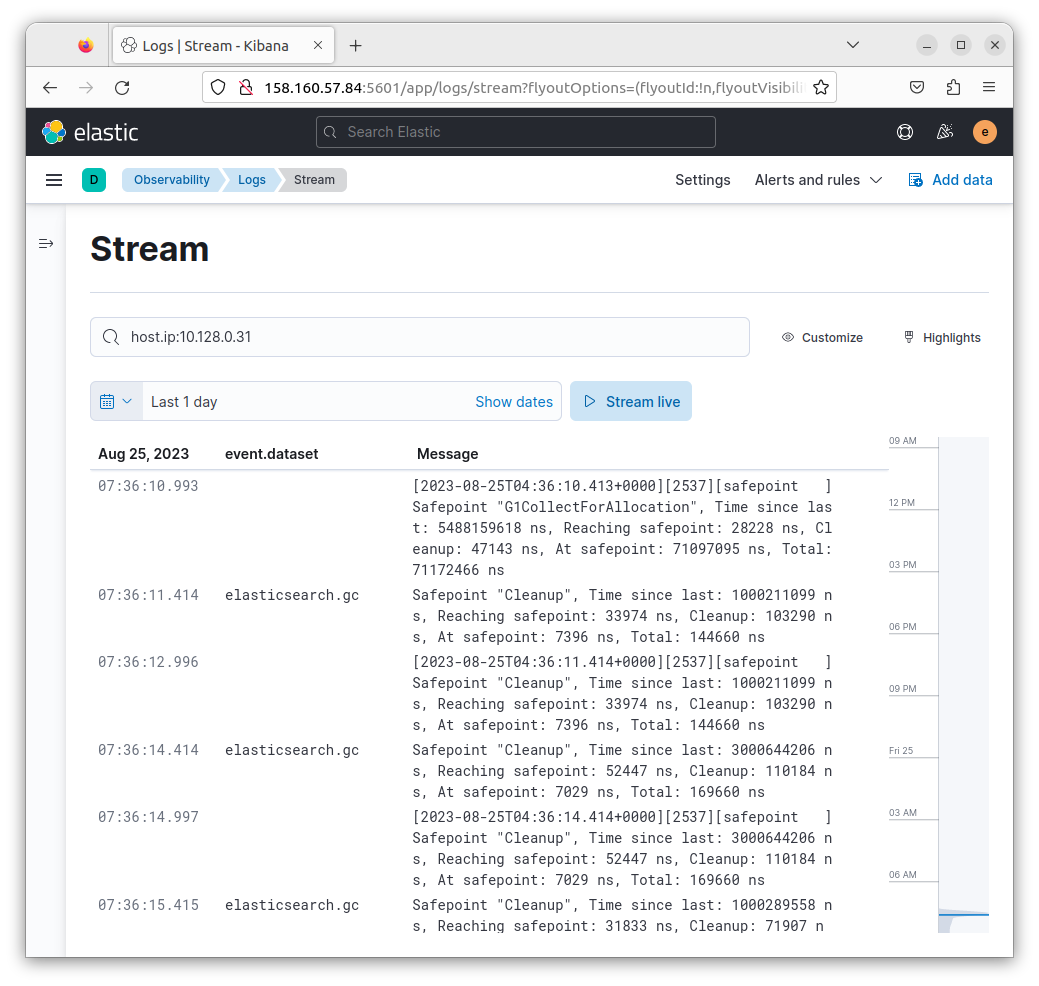 Logs | Stream - Kibana
158.160.57.84:5601/app/logs/stream?flyoutOptions=(flyoutId:!n,flyoutVisibili
elastic
Search Elastic
e
D
Observability
Logs
Stream
Settings
Alerts and rules
Add data
Stream
host.ip:10.128.0.31
Customize
Highlights
Last 1 day
Show dates
Stream live
Aug 25, 2023 event.dataset Message
07:36:10.993 [2023-08-25T04:36:10.413+0000][2537][safepoint   ]
Safepoint "G1CollectForAllocation", Time since las
t: 5488159618 ns, Reaching safepoint: 28228 ns, Cl
eanup: 47143 ns, At safepoint: 71097095 ns, Total:
71172466 ns
07:36:11.414 elasticsearch.gc Safepoint "Cleanup", Time since last: 1000211099 n
s, Reaching safepoint: 33974 ns, Cleanup: 103290 n
s, At safepoint: 7396 ns, Total: 144660 ns
07:36:12.996 [2023-08-25T04:36:11.414+0000][2537][safepoint   ]
Safepoint "Cleanup", Time since last: 1000211099 n
s, Reaching safepoint: 33974 ns, Cleanup: 103290 n
s, At safepoint: 7396 ns, Total: 144660 ns
07:36:14.414 elasticsearch.gc Safepoint "Cleanup", Time since last: 3000644206 n
s, Reaching safepoint: 52447 ns, Cleanup: 110184 n
s, At safepoint: 7029 ns, Total: 169660 ns
07:36:14.997 [2023-08-25T04:36:14.414+0000][2537][safepoint   ]
Safepoint "Cleanup", Time since last: 3000644206 n
s, Reaching safepoint: 52447 ns, Cleanup: 110184 n
s, At safepoint: 7029 ns, Total: 169660 ns
07:36:15.415 elasticsearch.gc Safepoint "Cleanup", Time since last: 1000289558 n
s, Reaching safepoint: 31833 ns, Cleanup: 71907 n
09 AM
12 PM
03 PM
06 PM
09 PM
Fri 25
03 AM
06 AM